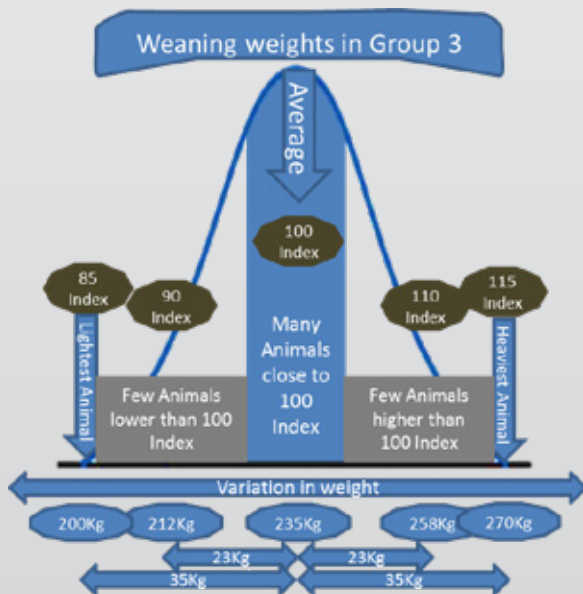 Weaning weights in Group 3
Average
100
Index
85
Index
90
Index
110
Index
115
Index
Lightest Animal
Many
Animals
close to
100
Index
Heaviest Animal
Few Animals
lower than 100
Index
Few Animals
higher than
100 Index
Variation in weight
200Kg
212Kg
235Kg
258Kg
270Kg
23Kg
23Kg
35Kg
35Kg